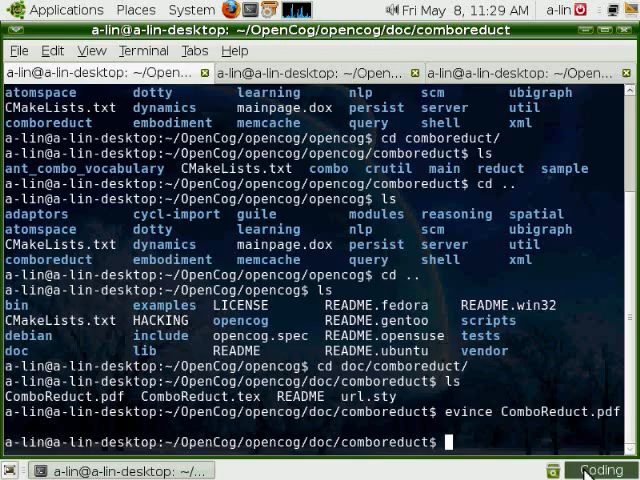 Applications Places System Fri May 8, 11:29 AM a-lin
a-lin@a-lin-desktop: ~/OpenCog/opencog/doc/comboreduct
File Edit View Terminal Tabs Help
a-lin@a-lin-desktop: ~/Open... a-lin@a-lin-desktop: ~/Open... a-lin@a-lin-desktop: ~/Open...
atomspace dotty learning nlp scm ubigraph
CMakeLists.txt dynamics mainpage.dox persist server util
comboreduct embodiment memcache query shell xml
a-lin@a-lin-desktop:~/OpenCog/opencog/opencog$ cd comboreduct/
a-lin@a-lin-desktop:~/OpenCog/opencog/opencog/comboreduct$ ls
ant_combo_vocabulary CMakeLists.txt combo crutil main reduct sample
a-lin@a-lin-desktop:~/OpenCog/opencog/opencog/comboreduct$ cd ..
a-lin@a-lin-desktop:~/OpenCog/opencog/opencog$ ls
adaptors cycl-import guile modules reasoning spatial
atomspace dotty learning nlp scm ubigraph
CMakeLists.txt dynamics mainpage.dox persist server util
comboreduct embodiment memcache query shell xml
a-lin@a-lin-desktop:~/OpenCog/opencog/opencog$ cd ..
a-lin@a-lin-desktop:~/OpenCog/opencog$ ls
bin examples LICENSE README.fedora README.win32
CMakeLists.txt HACKING opencog README.gentoo scripts
debian include opencog.spec README.opensuse tests
doc lib README README.ubuntu vendor
a-lin@a-lin-desktop:~/OpenCog/opencog$ cd doc/comboreduct/
a-lin@a-lin-desktop:~/OpenCog/opencog/doc/comboreduct$ ls
ComboReduct.pdf ComboReduct.tex README url.sty
a-lin@a-lin-desktop:~/OpenCog/opencog/doc/comboreduct$ evince ComboReduct.pdf
a-lin@a-lin-desktop:~/OpenCog/opencog/doc/comboreduct$
a-lin@a-lin-desktop: ~/... Coding